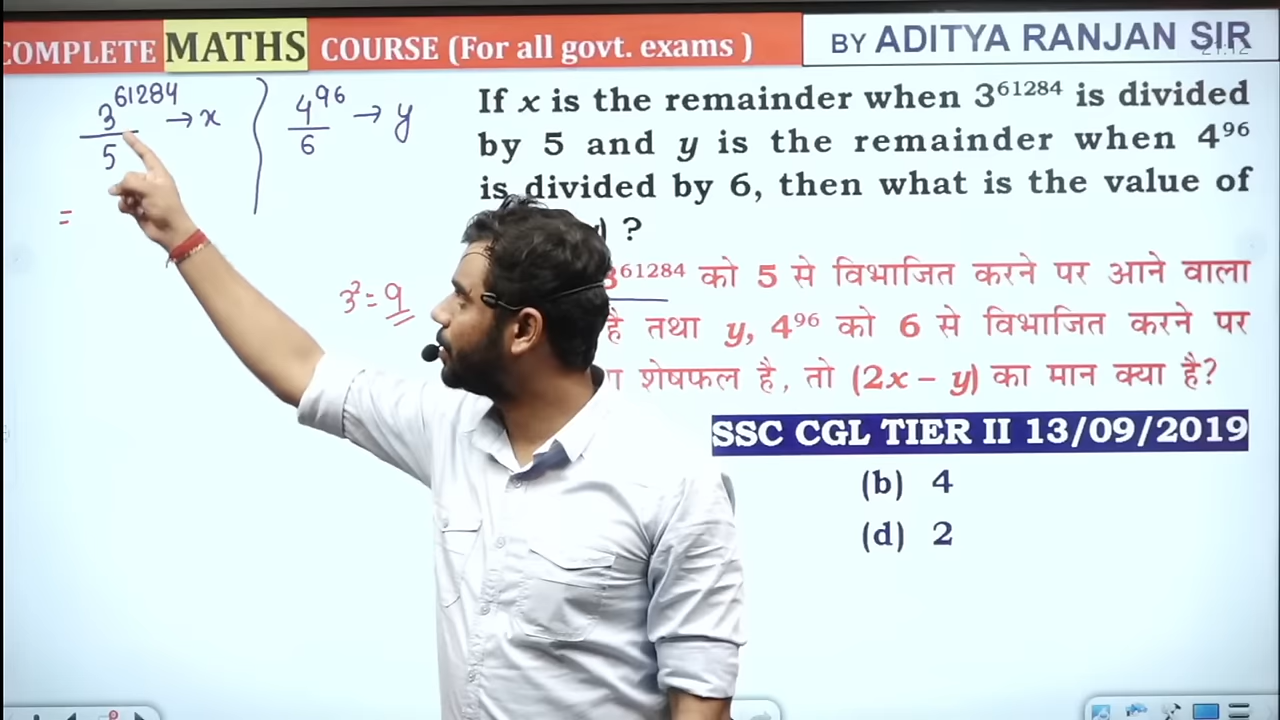 COMPLETE MATHS COURSE (For all govt. exams )
BY ADITYA RANJAN SIR
3^61284 / 5 → x
4^96 / 6 → y
=
3² = 9
If x is the remainder when 3^61284 is divided
by 5 and y is the remainder when 4^96
is divided by 6, then what is the value of
) ?
3^61284 को 5 से विभाजित करने पर आने वाला
है तथा y, 4^96 को 6 से विभाजित करने पर
शेषफल है, तो (2x – y) का मान क्या है?
SSC CGL TIER II 13/09/2019
(b) 4
(d) 2